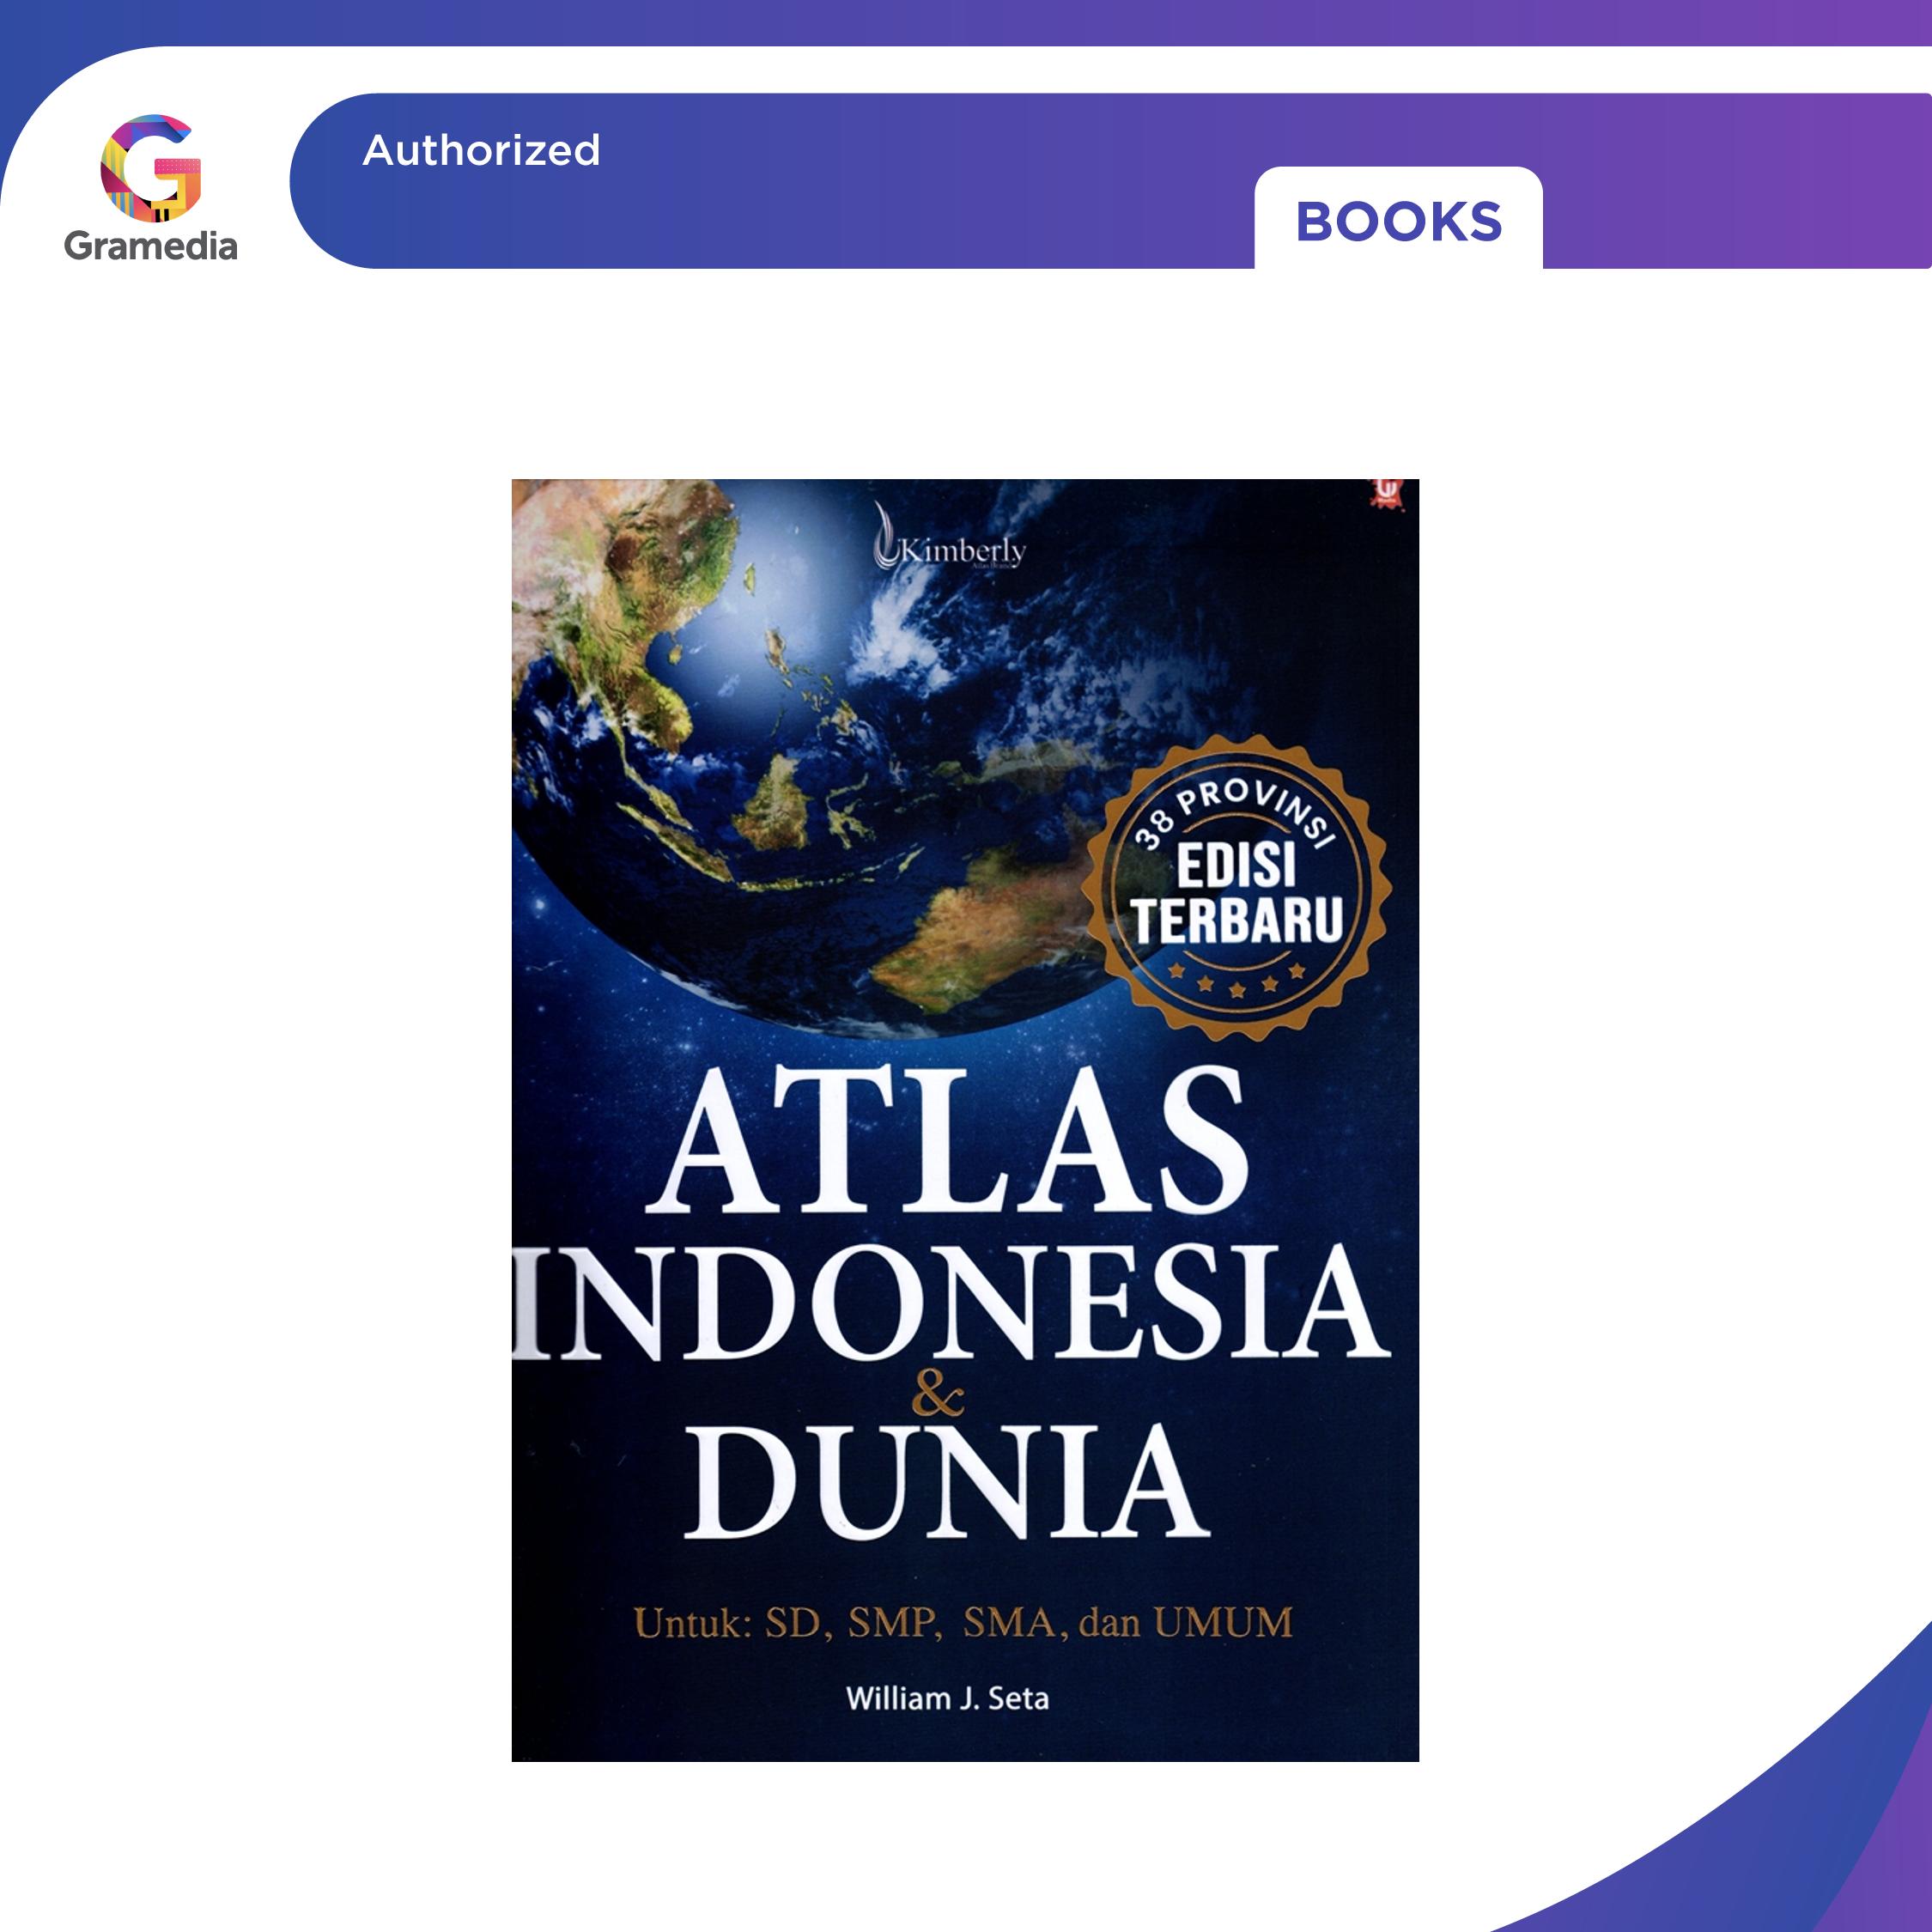 Gramedia
Authorized
BOOKS
Kimberly
38 PROVINSI
EDISI
TERBARU
ATLAS
INDONESIA
&
DUNIA
Untuk: SD, SMP, SMA, dan UMUM
William J. Seta